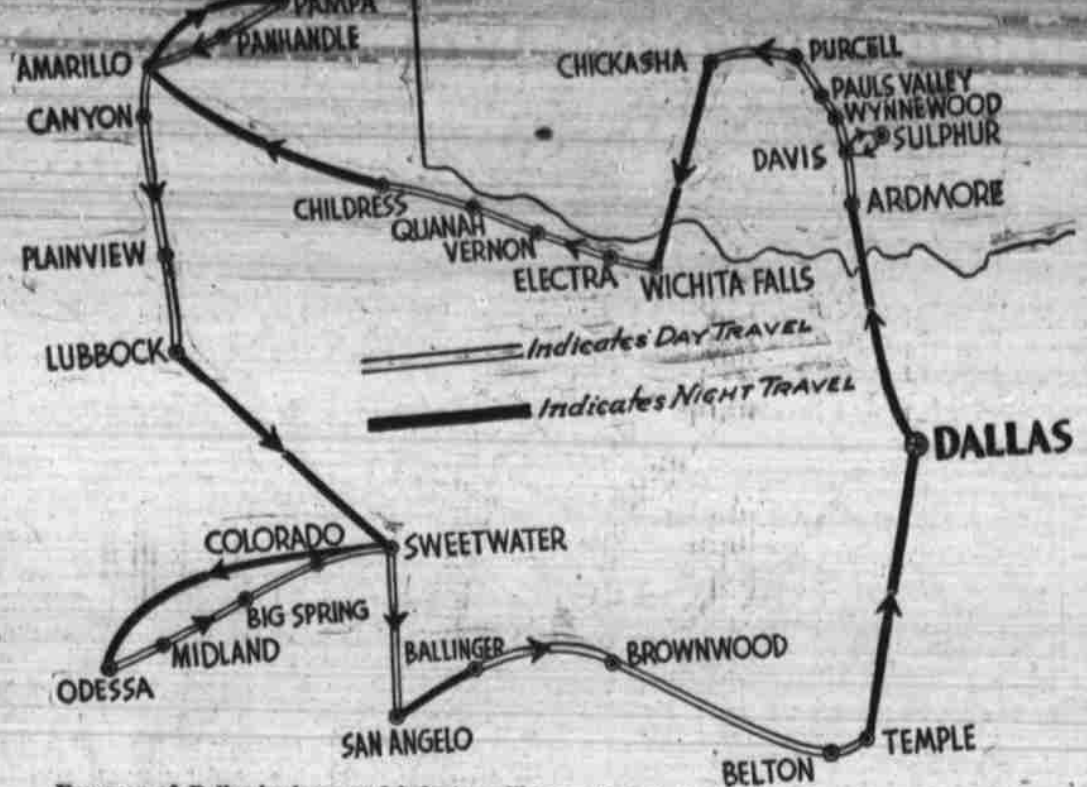 PAMPA
PANHANDLE
AMARILLO
CHICKASHA
PURCELL
CANYON
PAULS VALLEY
WYNNEWOOD
SULPHUR
DAVIS
CHILDRESS
ARDMORE
QUANAH
VERNON
PLAINVIEW
ELECTRA
WICHITA FALLS
LUBBOCK
Indicates DAY TRAVEL
Indicates NIGHT TRAVEL
DALLAS
COLORADO
SWEETWATER
BIG SPRING
MIDLAND
BALLINGER
BROWNWOOD
ODESSA
SAN ANGELO
TEMPLE
BELTON